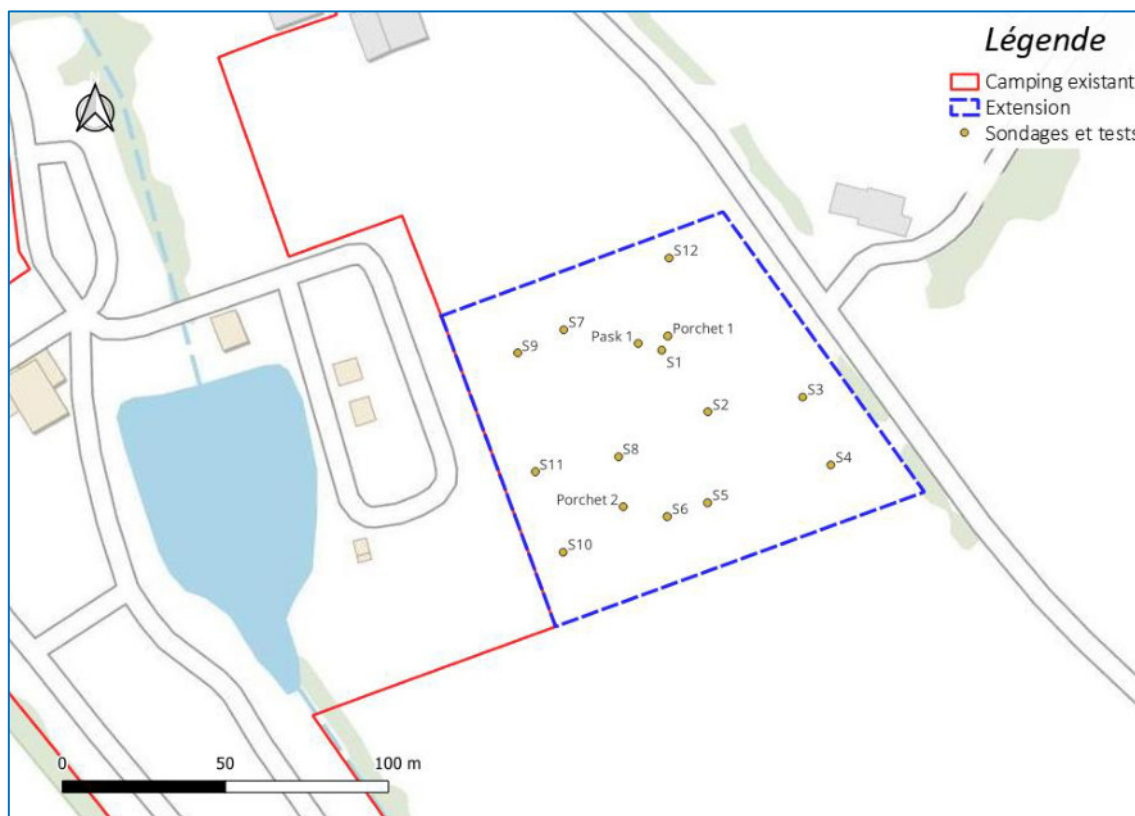 Légende
Camping existant
Extension
Sondages et tests
N
S12
S7
Porchet 1
Pask 1
S9
S1
S3
S2
S8
S4
S11
Porchet 2
S5
S6
S10
0 50 100 m